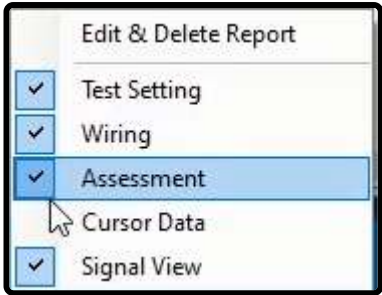 Edit & Delete Report
Test Setting
Wiring
Assessment
Cursor Data
Signal View